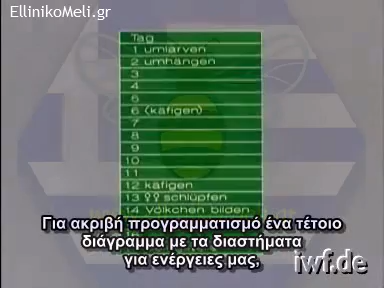 EllinikoMeli.gr
Tag
1 umlarven
2 umhängen
3
4
5
6 (käfigen)
7
8
9
10
11
12 käfigen
13 ♀♀ schlüpfen
14 Völkchen bilden
Για ακριβή προγραμματισμό ένα τέτοιο
διάγραμμα με τα διαστήματα
για ενέργειες μας,
iwf.de